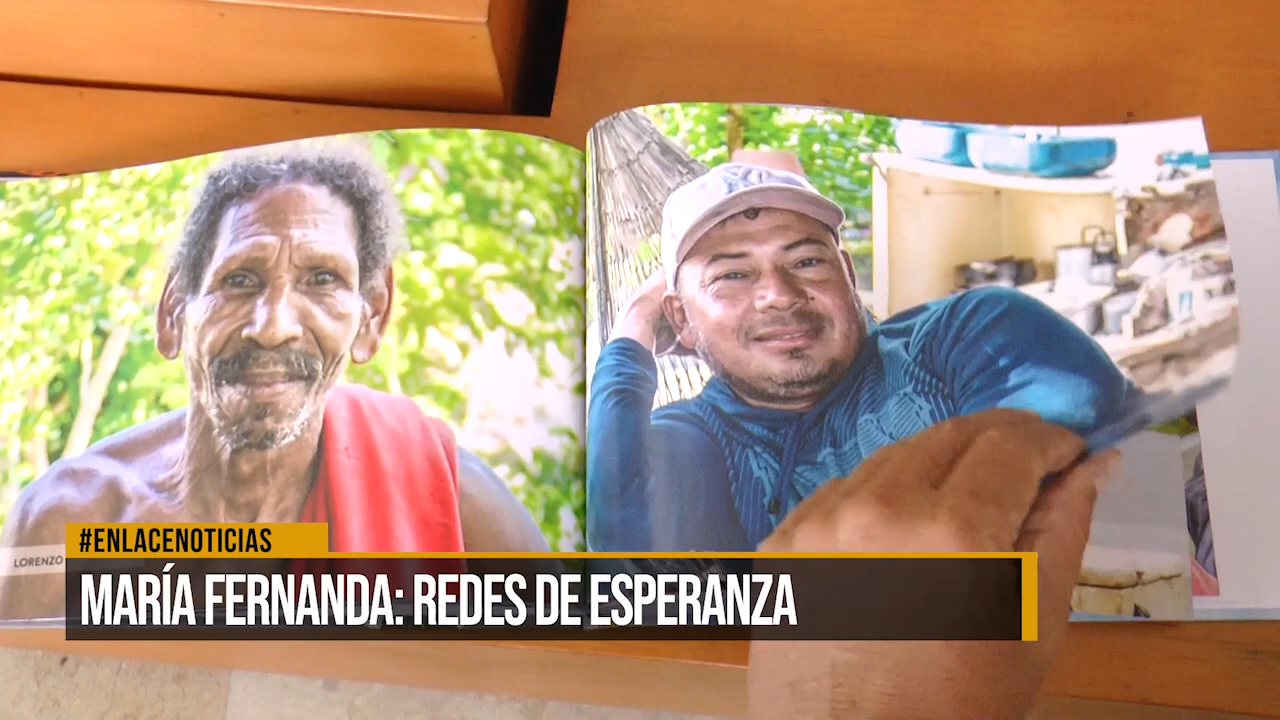 #ENLACENOTICIAS
LORENZO
MARÍA FERNANDA: REDES DE ESPERANZA